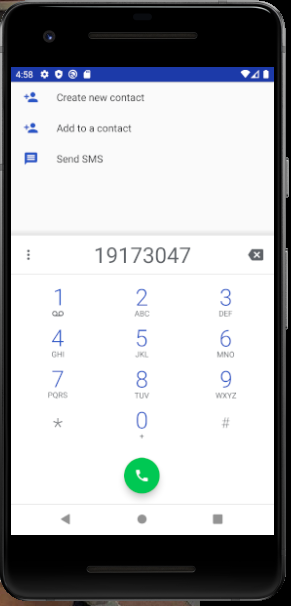 4:58
Create new contact
Add to a contact
Send SMS
19173047
1 2 3
ABC DEF
4 5 6
GHI JKL MNO
7 8 9
PQRS TUV WXYZ
* 0 #
+